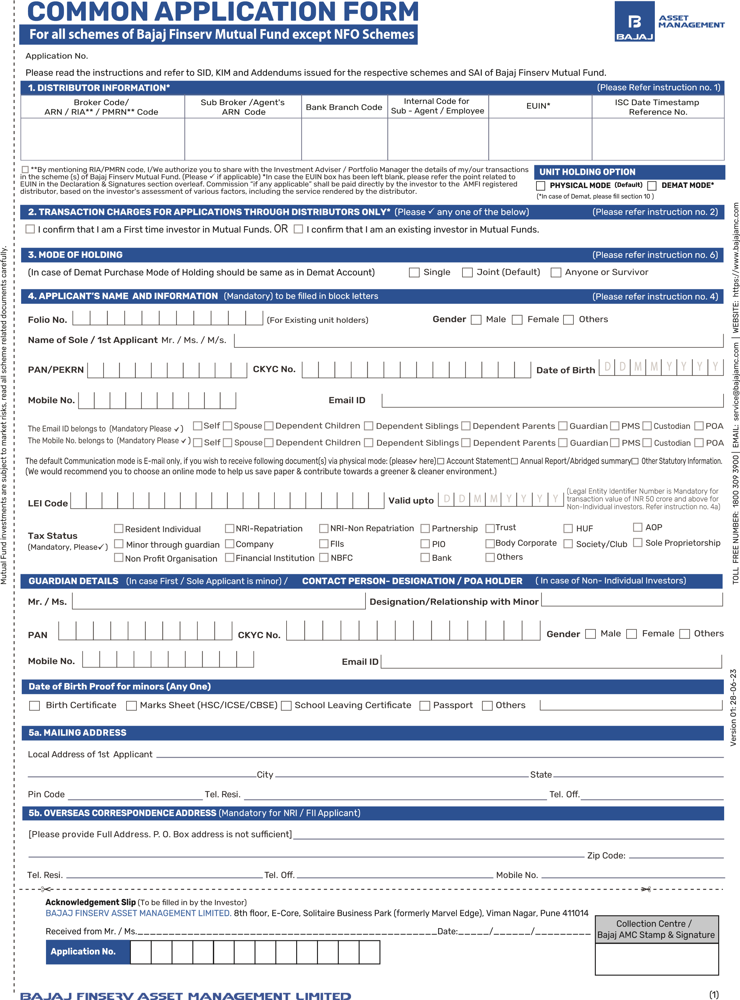 COMMON APPLICATION FORM
For all schemes of Bajaj Finserv Mutual Fund except NFO Schemes
B
BAJAJ
ASSET
MANAGEMENT
Application No.
Please read the instructions and refer to SID, KIM and Addendums issued for the respective schemes and SAI of Bajaj Finserv Mutual Fund.
1. DISTRIBUTOR INFORMATION* (Please Refer instruction no. 1)
Broker Code/
ARN / RIA** / PMRN** Code
Sub Broker /Agent's
ARN Code
Bank Branch Code
Internal Code for
Sub - Agent / Employee
EUIN*
ISC Date Timestamp
Reference No.
**By mentioning RIA/PMRN code, I/We authorize you to share with the Investment Adviser / Portfolio Manager the details of my/our transactions
in the scheme (s) of Bajaj Finserv Mutual Fund. (Please ✓ if applicable) *In case the EUIN box has been left blank, please refer the point related to
EUIN in the Declaration & Signatures section overleaf. Commission “if any applicable” shall be paid directly by the investor to the AMFI registered
distributor, based on the investor's assessment of various factors, including the service rendered by the distributor.
UNIT HOLDING OPTION
PHYSICAL MODE (Default) DEMAT MODE*
(*In case of Demat, please fill section 10 )
2. TRANSACTION CHARGES FOR APPLICATIONS THROUGH DISTRIBUTORS ONLY* (Please ✓ any one of the below) (Please refer instruction no. 2)
I confirm that I am a First time investor in Mutual Funds. OR I confirm that I am an existing investor in Mutual Funds.
3. MODE OF HOLDING (Please refer instruction no. 6)
(In case of Demat Purchase Mode of Holding should be same as in Demat Account) Single Joint (Default) Anyone or Survivor
4. APPLICANT’S NAME AND INFORMATION (Mandatory) to be filled in block letters (Please refer instruction no. 4)
Folio No. (For Existing unit holders) Gender Male Female Others
Name of Sole / 1st Applicant Mr. / Ms. / M/s.
PAN/PEKRN CKYC No. Date of Birth D D M M Y Y Y Y
Mobile No. Email ID
The Email ID belongs to (Mandatory Please ✓) Self Spouse Dependent Children Dependent Siblings Dependent Parents Guardian PMS Custodian POA
The Mobile No. belongs to (Mandatory Please ✓) Self Spouse Dependent Children Dependent Siblings Dependent Parents Guardian PMS Custodian POA
The default Communication mode is E-mail only, if you wish to receive following document(s) via physical mode: (please✓ here) Account Statement Annual Report/Abridged summary Other Statutory Information.
(We would recommend you to choose an online mode to help us save paper & contribute towards a greener & cleaner environment.)
LEI Code Valid upto D D M M Y Y Y Y
(Legal Entity Identifier Number is Mandatory for
transaction value of INR 50 crore and above for
Non-Individual investors. Refer instruction no. 4a)
Tax Status
(Mandatory, Please✓)
Resident Individual NRI-Repatriation NRI-Non Repatriation Partnership Trust HUF AOP
Minor through guardian Company FIIs PIO Body Corporate Society/Club Sole Proprietorship
Non Profit Organisation Financial Institution NBFC Bank Others
GUARDIAN DETAILS (In case First / Sole Applicant is minor) / CONTACT PERSON- DESIGNATION / POA HOLDER ( In case of Non- Individual Investors)
Mr. / Ms. Designation/Relationship with Minor
PAN CKYC No. Gender Male Female Others
Mobile No. Email ID
Date of Birth Proof for minors (Any One)
Birth Certificate Marks Sheet (HSC/ICSE/CBSE) School Leaving Certificate Passport Others
5a. MAILING ADDRESS
Local Address of 1st Applicant
City State
Pin Code Tel. Resi. Tel. Off.
5b. OVERSEAS CORRESPONDENCE ADDRESS (Mandatory for NRI / FII Applicant)
[Please provide Full Address. P. O. Box address is not sufficient]
Zip Code:
Tel. Resi. Tel. Off. Mobile No.
Acknowledgement Slip (To be filled in by the Investor)
BAJAJ FINSERV ASSET MANAGEMENT LIMITED. 8th floor, E-Core, Solitaire Business Park (formerly Marvel Edge), Viman Nagar, Pune 411014
Received from Mr. / Ms. Date: / /
Application No.
Collection Centre /
Bajaj AMC Stamp & Signature
BAJAJ FINSERV ASSET MANAGEMENT LIMITED
(1)
Mutual Fund investments are subject to market risks, read all scheme related documents carefully.
TOLL FREE NUMBER: 1800 309 3900 | EMAIL: service@bajajamc.com | WEBSITE: https://www.bajajamc.com
Version 01: 28-06-23